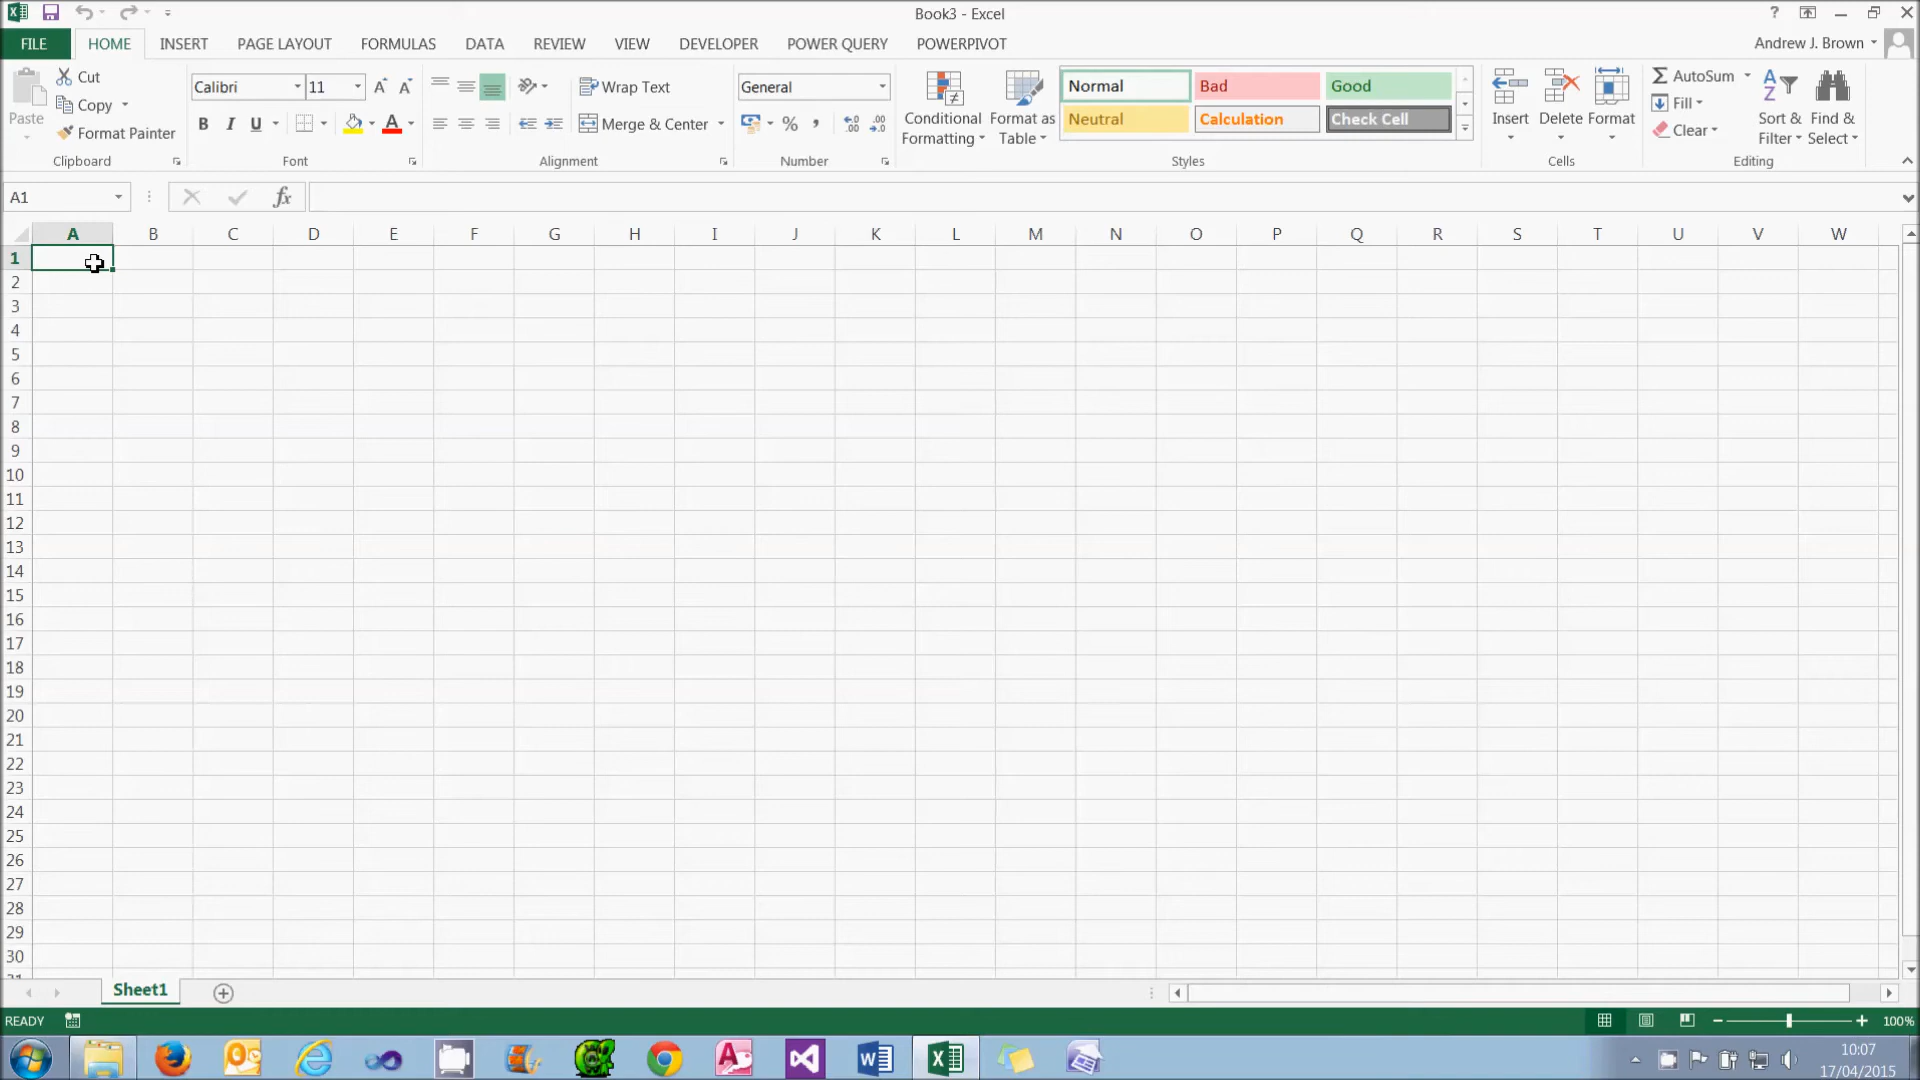 Book3 - Excel
?
FILE HOME INSERT PAGE LAYOUT FORMULAS DATA REVIEW VIEW DEVELOPER POWER QUERY POWERPIVOT Andrew J. Brown
Paste
Cut
Copy
Format Painter
Clipboard
Calibri 11
B I U A
Font
Wrap Text
Merge & Center
Alignment
General
%
Number
Conditional Formatting
Format as Table
Normal Bad Good
Neutral Calculation Check Cell
Styles
Insert Delete Format
Cells
AutoSum
Fill
Clear
Sort & Filter
Find & Select
Editing
A1 fx
A B C D E F G H I J K L M N O P Q R S T U V W
1
2
3
4
5
6
7
8
9
10
11
12
13
14
15
16
17
18
19
20
21
22
23
24
25
26
27
28
29
30
Sheet1
READY 100%
10:07
17/04/2015